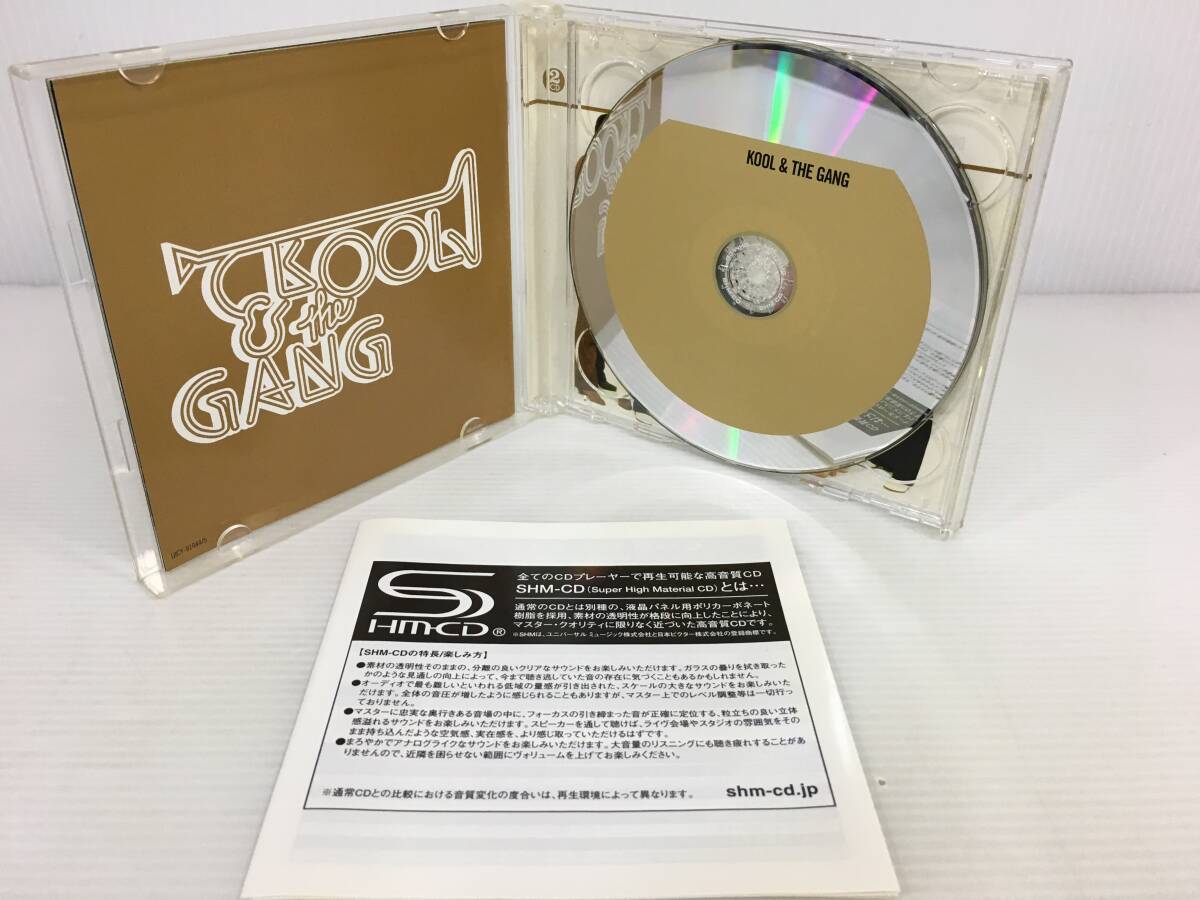 KOOL
& the
GANG
2
CD
KOOL & THE GANG
SHM-CD®
全てのCDプレーヤーで再生可能な高音質CD
SHM-CD(Super High Material CD)とは…
通常のCDとは別種の、液晶パネル用ポリカーボネート
樹脂を採用、素材の透明性が格段に向上したことにより、
マスター・クオリティに限りなく近づいた高音質CDです。
※SHMは、ユニバーサル ミュージック株式会社と日本ビクター株式会社の登録商標です。
【SHM-CDの特長/楽しみ方】
●素材の透明性そのままの、分離の良いクリアなサウンドをお楽しみいただけます。ガラスの曇りを拭き取った
かのような見通しの向上によって、今まで聴き逃していた音の存在に気づくこともあるかもしれません。
●オーディオで最も難しいといわれる低域の量感が引き出された、スケールの大きなサウンドをお楽しみいた
だけます。全体の音圧が増したように感じられることもありますが、マスター上でのレベル調整等は一切行っ
ておりません。
●マスターに忠実な奥行きある音場の中に、フォーカスの引き締まった音が正確に定位する、粒立ちの良い立体
感溢れるサウンドをお楽しみいただけます。スピーカーを通して聴けば、ライヴ会場やスタジオの雰囲気をその
まま持ち込んだような空気感、実在感を、より感じ取っていただけるはずです。
●まろやかでアナログライクなサウンドをお楽しみいただけます。大音量のリスニングにも聴き疲れすることがあ
りませんので、近隣を困らせない範囲にヴォリュームを上げてお楽しみください。
※通常CDとの比較における音質変化の度合いは、再生環境によって異なります。
shm-cd.jp